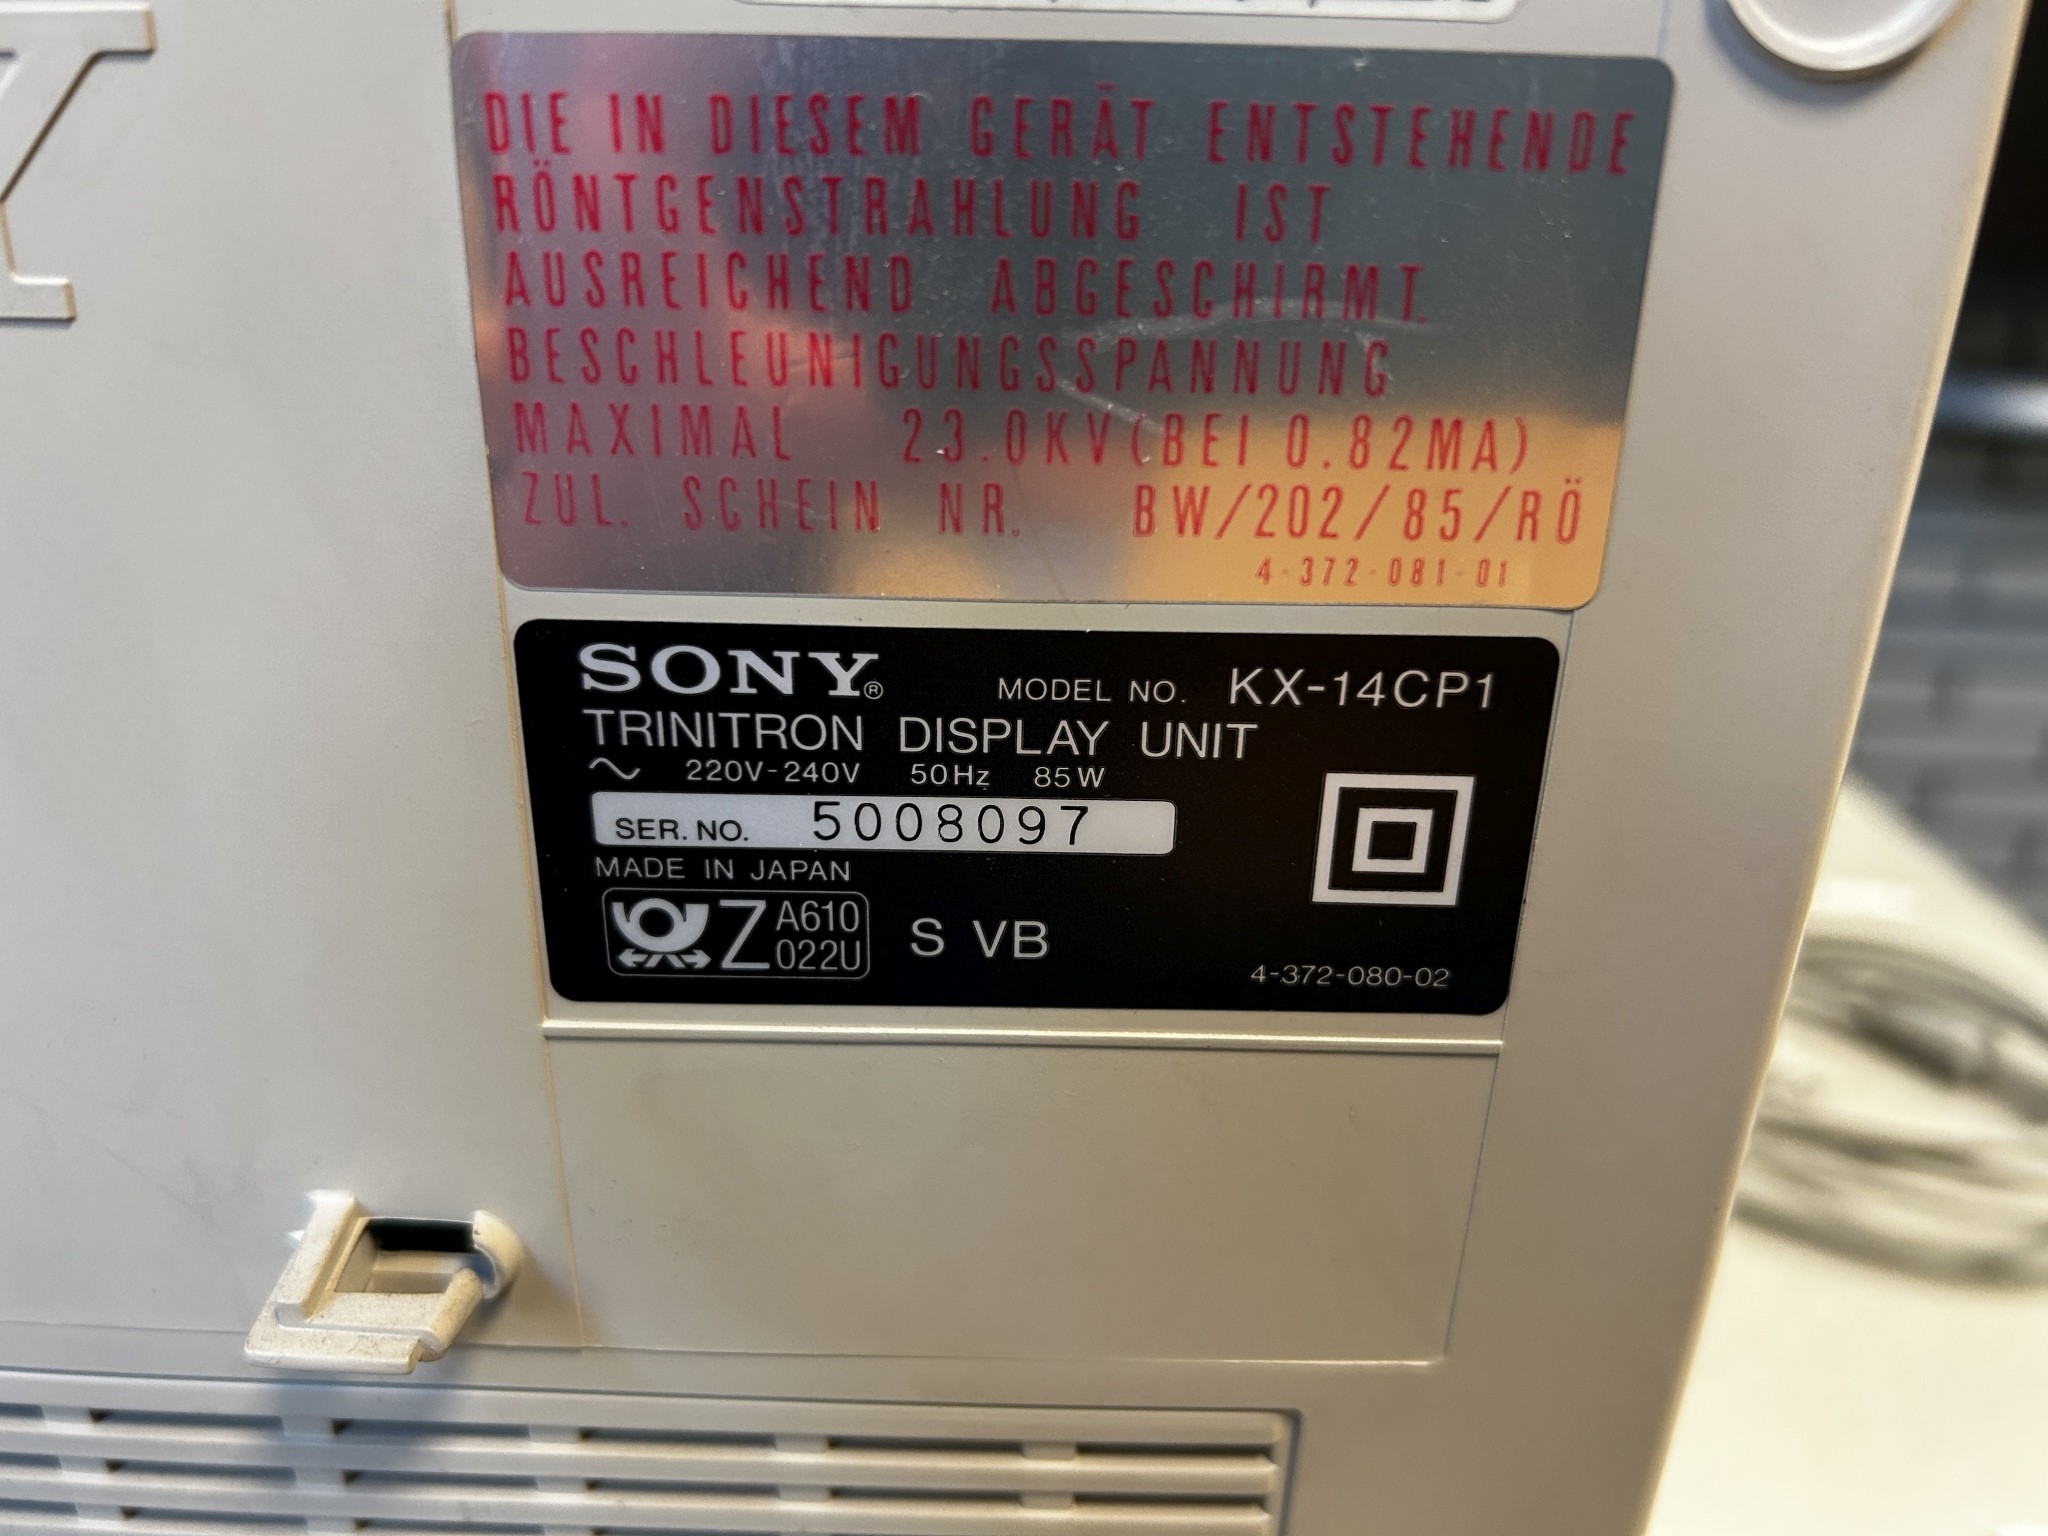 Y
DIE IN DIESEM GERÄT ENTSTEHENDE
RÖNTGENSTRAHLUNG IST
AUSREICHEND ABGESCHIRMT.
BESCHLEUNIGUNGSSPANNUNG
MAXIMAL 23.0KV(BEI 0.82MA)
ZUL. SCHEIN NR. BW/202/85/RÖ
4-372-081-01
SONY® MODEL NO. KX-14CP1
TRINITRON DISPLAY UNIT
~ 220V-240V 50Hz 85W
SER. NO. 5008097
MADE IN JAPAN
Z A610 022U S VB
4-372-080-02